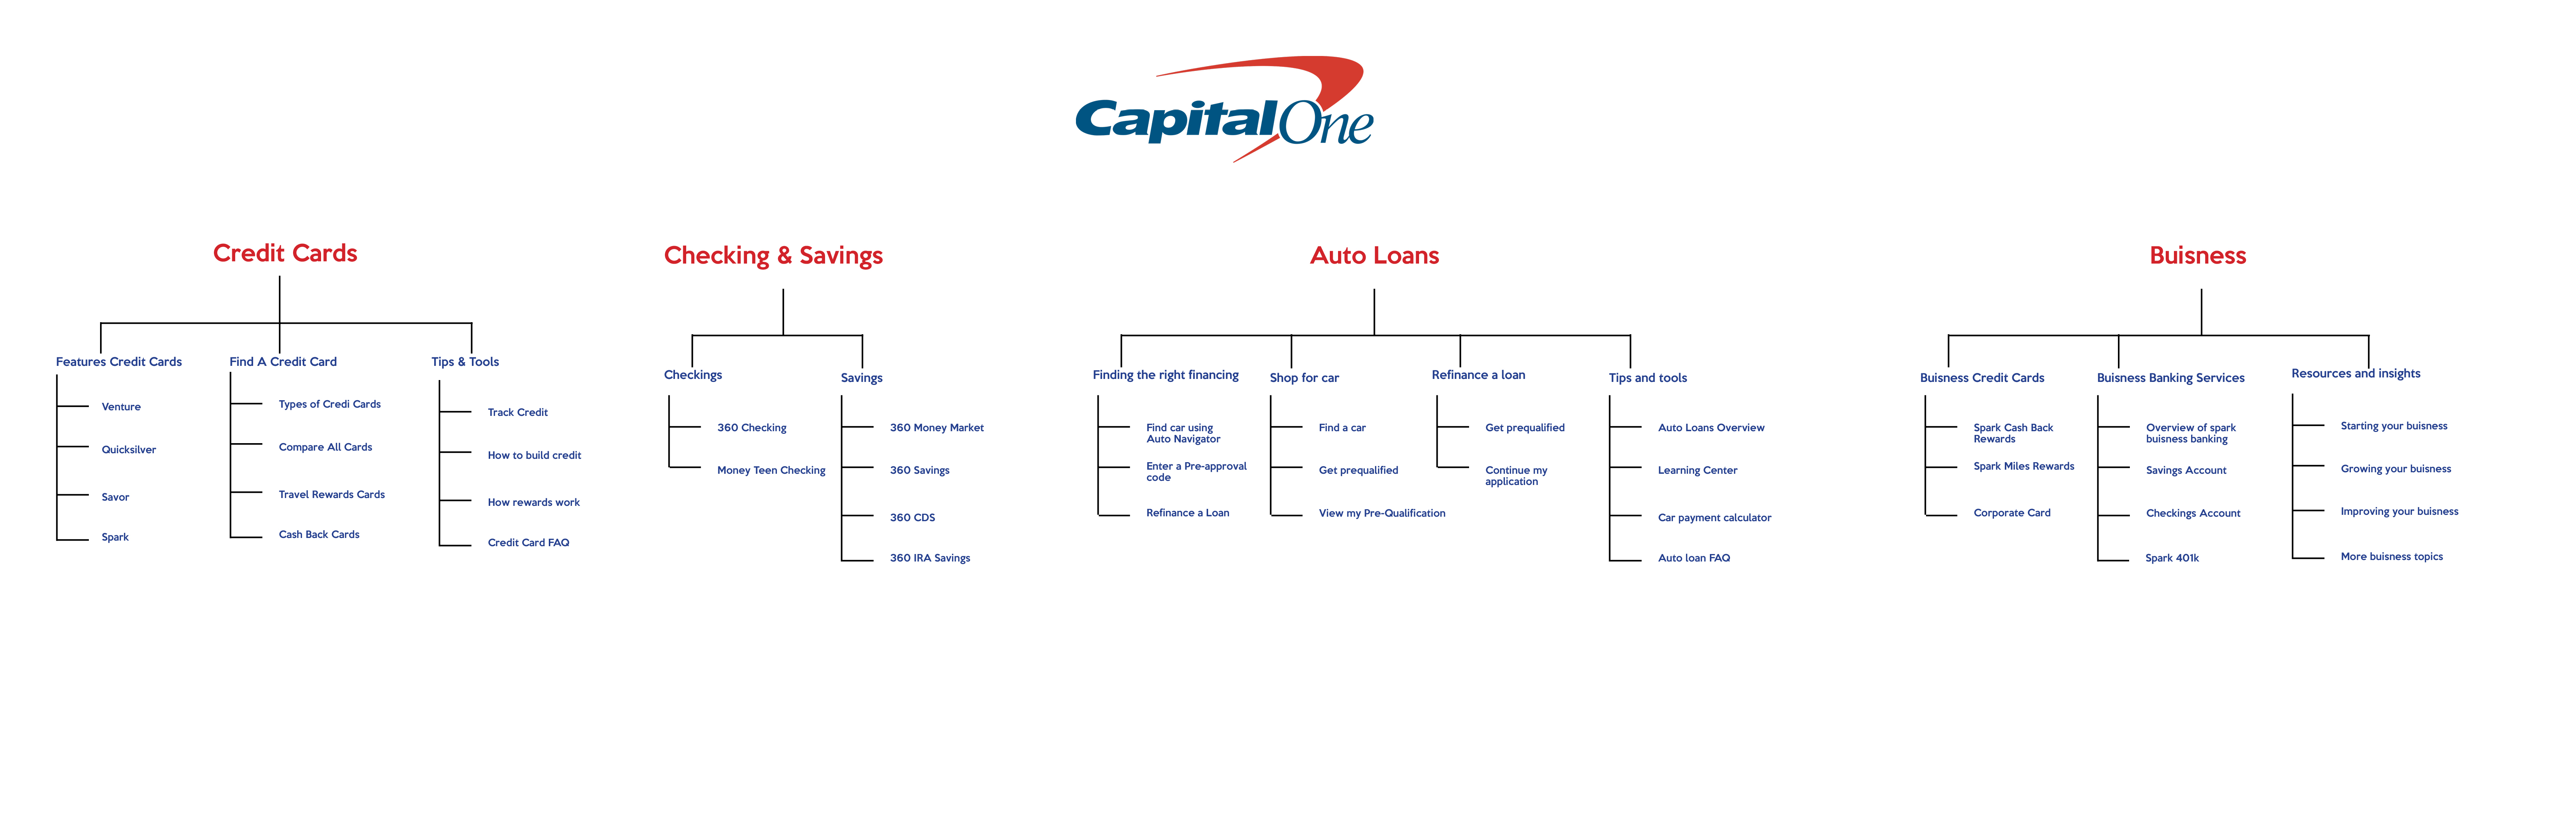 CapitalOne
Credit Cards
Features Credit Cards
Venture
Quicksilver
Savor
Spark
Find A Credit Card
Types of Credi Cards
Compare All Cards
Travel Rewards Cards
Cash Back Cards
Tips & Tools
Track Credit
How to build credit
How rewards work
Credit Card FAQ
Checking & Savings
Checkings
360 Checking
Money Teen Checking
Savings
360 Money Market
360 Savings
360 CDS
360 IRA Savings
Auto Loans
Finding the right financing
Find car using
Auto Navigator
Enter a Pre-approval
code
Refinance a Loan
Shop for car
Find a car
Get prequalified
View my Pre-Qualification
Refinance a loan
Get prequalified
Continue my
application
Tips and tools
Auto Loans Overview
Learning Center
Car payment calculator
Auto loan FAQ
Buisness
Buisness Credit Cards
Spark Cash Back
Rewards
Spark Miles Rewards
Corporate Card
Buisness Banking Services
Overview of spark
buisness banking
Savings Account
Checkings Account
Spark 401k
Resources and insights
Starting your buisness
Growing your buisness
Improving your buisness
More buisness topics